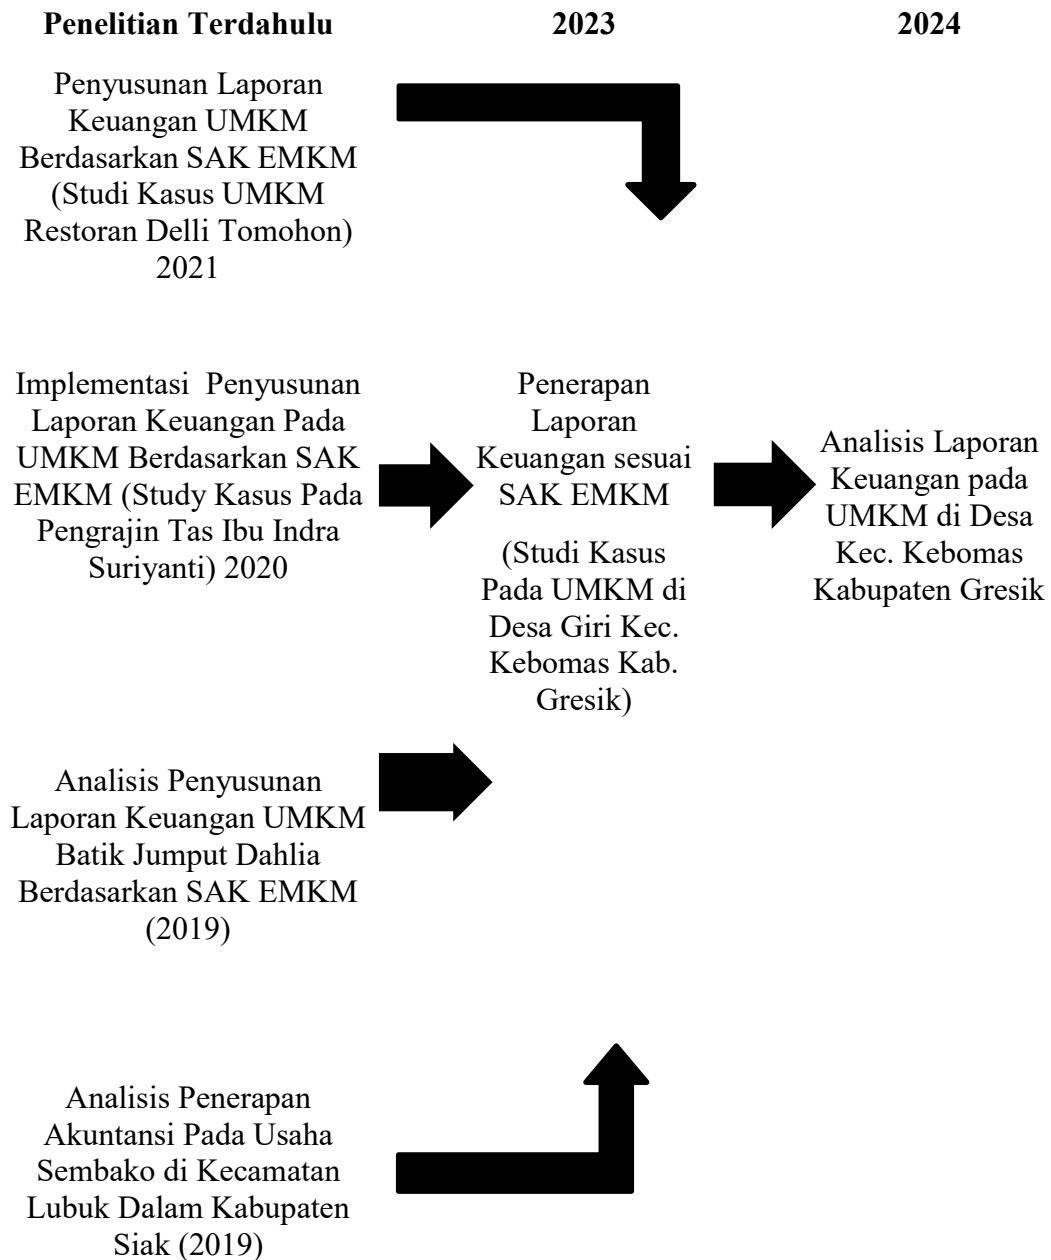 Penelitian Terdahulu
2023
2024
Penyusunan Laporan
Keuangan UMKM
Berdasarkan SAK EMKM
(Studi Kasus UMKM
Restoran Delli Tomohon)
2021
Implementasi Penyusunan
Laporan Keuangan Pada
UMKM Berdasarkan SAK
EMKM (Study Kasus Pada
Pengrajin Tas Ibu Indra
Suriyanti) 2020
Penerapan
Laporan
Keuangan sesuai
SAK EMKM
(Studi Kasus
Pada UMKM di
Desa Giri Kec.
Kebomas Kab.
Gresik)
Analisis Laporan
Keuangan pada
UMKM di Desa
Kec. Kebomas
Kabupaten Gresik
Analisis Penyusunan
Laporan Keuangan UMKM
Batik Jumput Dahlia
Berdasarkan SAK EMKM
(2019)
Analisis Penerapan
Akuntansi Pada Usaha
Sembako di Kecamatan
Lubuk Dalam Kabupaten
Siak (2019)